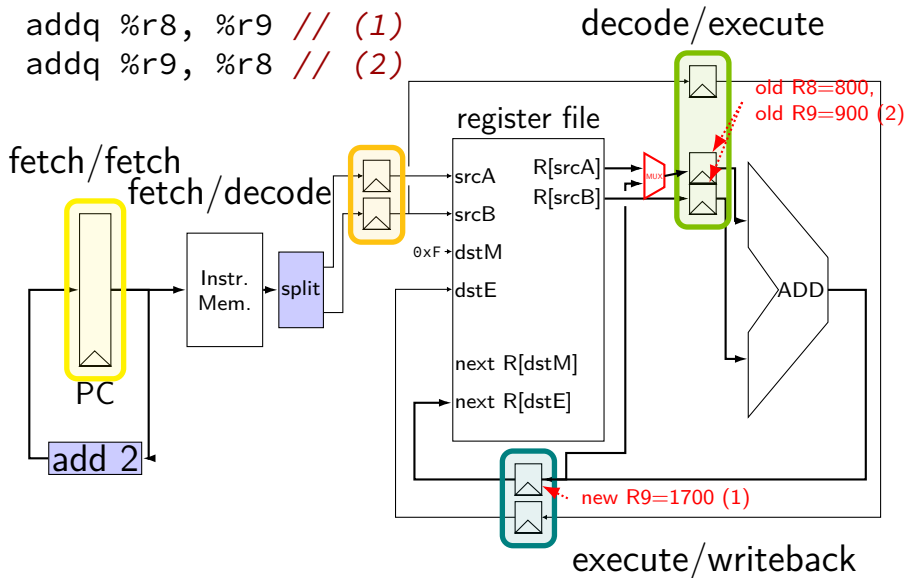 addq %r8, %r9 // (1)
addq %r9, %r8 // (2)
decode/execute
old R8=800,
old R9=900 (2)
register file
fetch/fetch
fetch/decode
srcA
srcB
0xF
dstM
dstE
next R[dstM]
next R[dstE]
R[srcA]
R[srcB]
MUX
Instr.
Mem.
split
ADD
PC
add 2
new R9=1700 (1)
execute/writeback